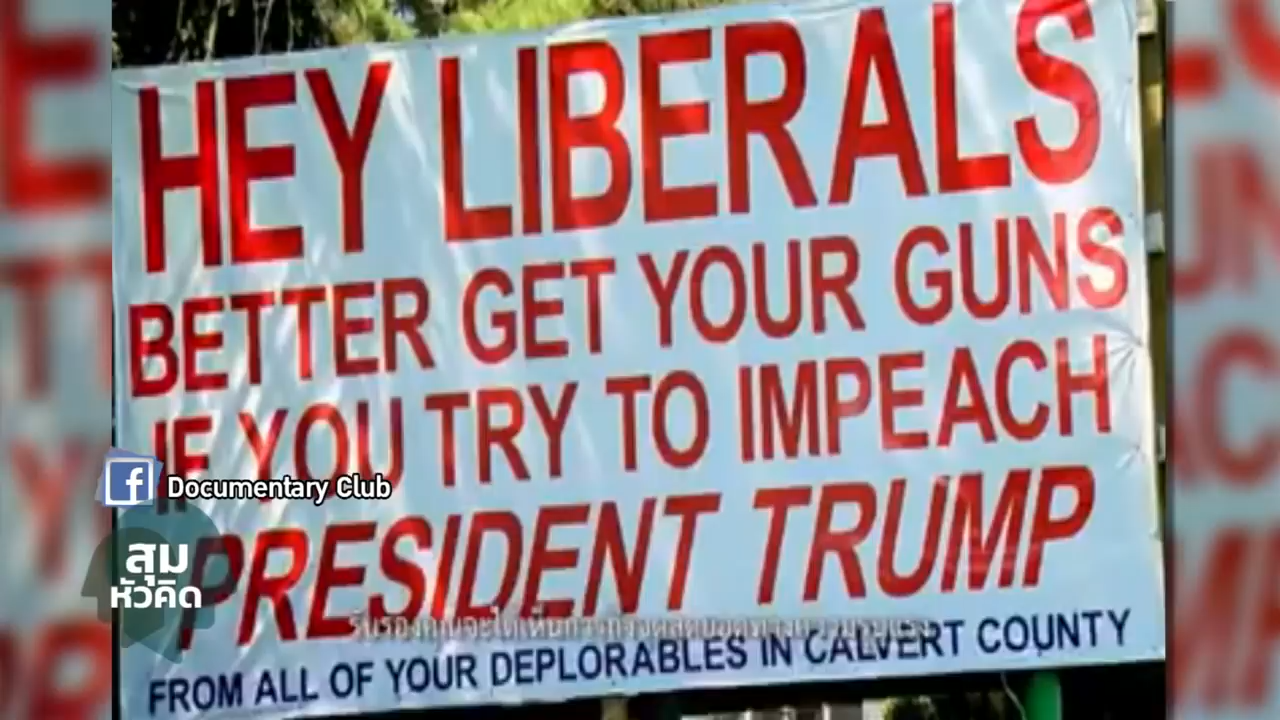 HEY LIBERALS
BETTER GET YOUR GUNS
IF YOU TRY TO IMPEACH
PRESIDENT TRUMP
FROM ALL OF YOUR DEPLORABLES IN CALVERT COUNTY
Documentary Club
สุม
หัวคิด